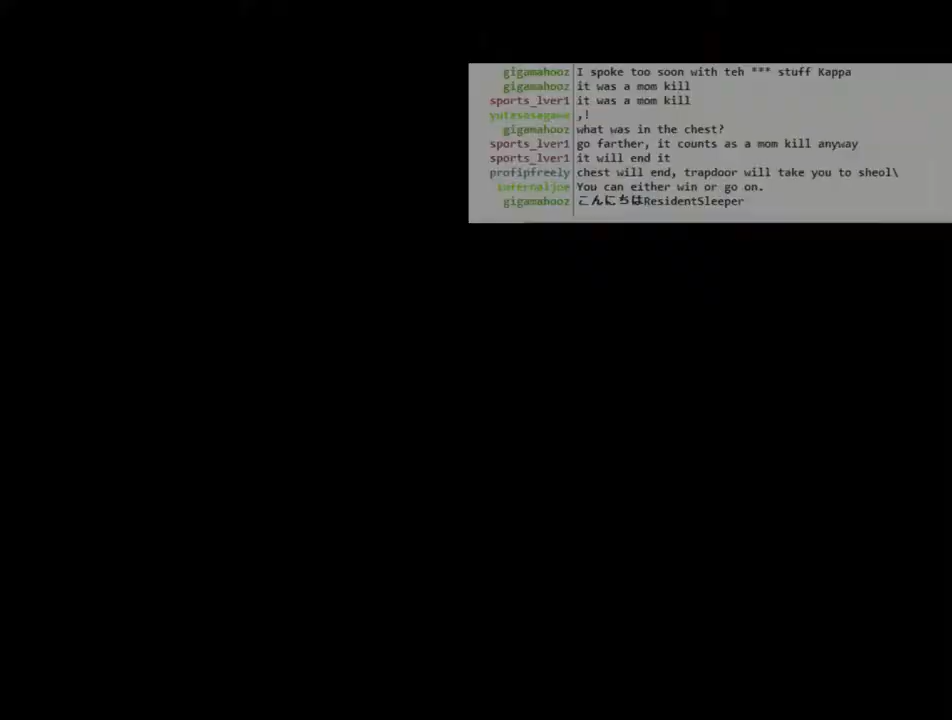 gigamahooz I spoke too soon with teh *** stuff Kappa
gigamahooz it was a mom kill
sports_lver1 it was a mom kill
yutasasagawa ,!
gigamahooz what was in the chest?
sports_lver1 go farther, it counts as a mom kill anyway
sports_lver1 it will end it
profipfreely chest will end, trapdoor will take you to sheol\
infernaljoe You can either win or go on.
gigamahooz こんにちはResidentSleeper